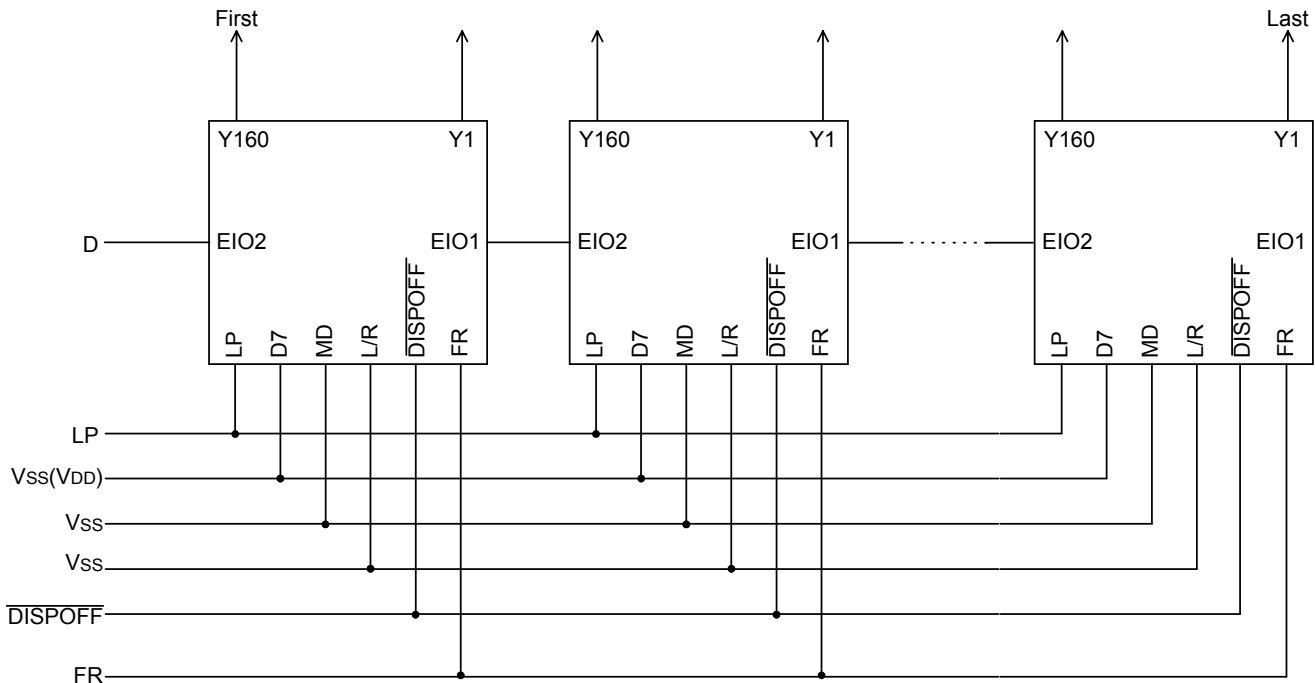 First Last
Y160 Y1 Y160 Y1 Y160 Y1
D EIO2 EIO1 EIO2 EIO1 EIO2 EIO1
LP D7 MD L/R DISPOFF FR LP D7 MD L/R DISPOFF FR LP D7 MD L/R DISPOFF FR
LP
VSS(VDD)
VSS
VSS
DISPOFF
FR